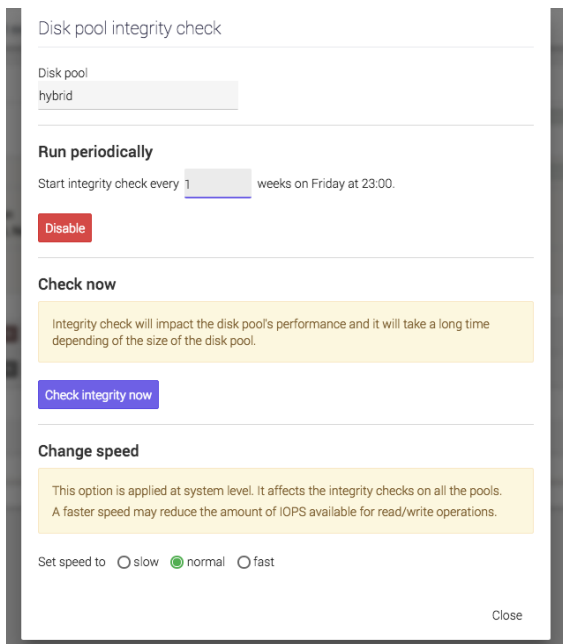 Disk pool integrity check
Disk pool
hybrid
Run periodically
Start integrity check every 1 weeks on Friday at 23:00.
Disable
Check now
Integrity check will impact the disk pool's performance and it will take a long time
depending of the size of the disk pool.
Check integrity now
Change speed
This option is applied at system level. It affects the integrity checks on all the pools.
A faster speed may reduce the amount of IOPS available for read/write operations.
Set speed to slow normal fast
Close